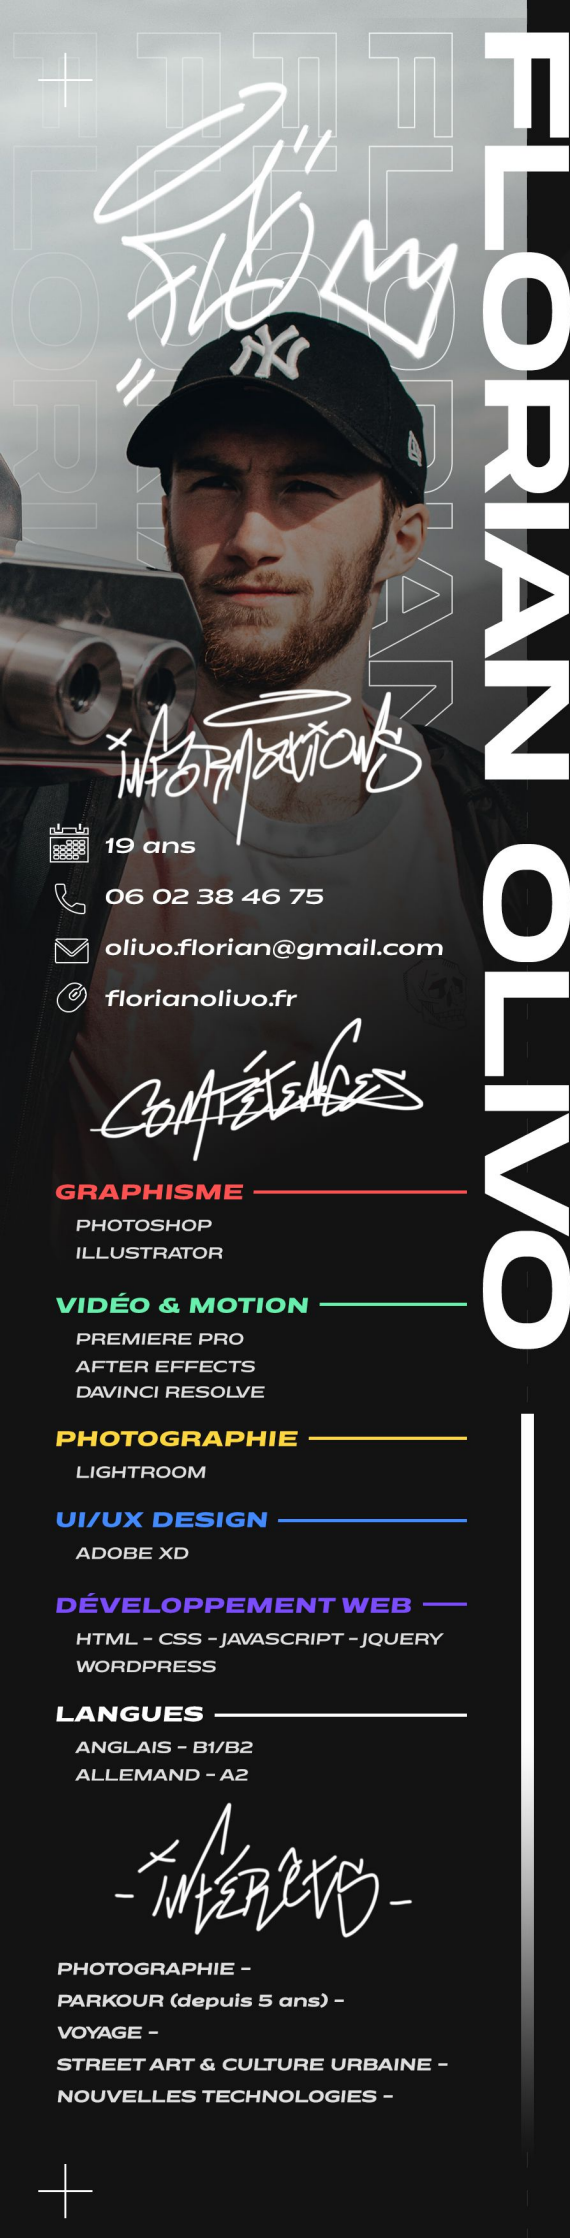 FLORIAN OLIVO
FLORIAN
FLO
NY
INFORMATIONS
19 ans
06 02 38 46 75
olivo.florian@gmail.com
florianolivo.fr
COMPÉTENCES
GRAPHISME
PHOTOSHOP
ILLUSTRATOR
VIDÉO & MOTION
PREMIERE PRO
AFTER EFFECTS
DAVINCI RESOLVE
PHOTOGRAPHIE
LIGHTROOM
UI/UX DESIGN
ADOBE XD
DÉVELOPPEMENT WEB
HTML - CSS - JAVASCRIPT - JQUERY
WORDPRESS
LANGUES
ANGLAIS - B1/B2
ALLEMAND - A2
- INTÉRÊTS -
PHOTOGRAPHIE -
PARKOUR (depuis 5 ans) -
VOYAGE -
STREET ART & CULTURE URBAINE -
NOUVELLES TECHNOLOGIES -